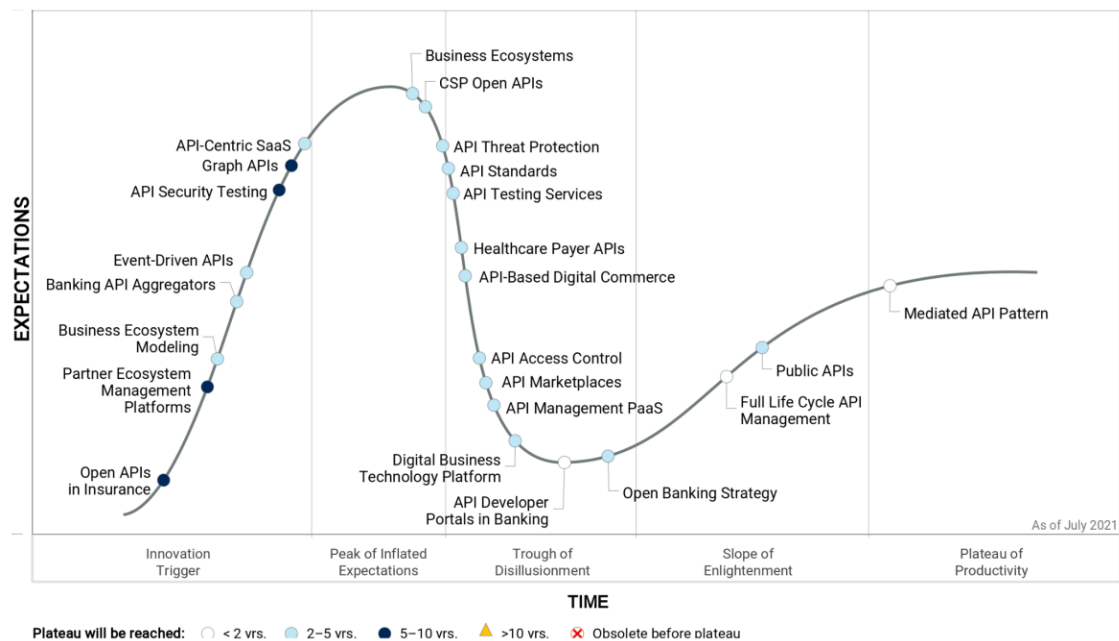 Business Ecosystems
CSP Open APIs
API-Centric SaaS
Graph APIs
API Security Testing
Event-Driven APIs
Banking API Aggregators
Business Ecosystem
Modeling
Partner Ecosystem
Management
Platforms
Open APIs
in Insurance
API Threat Protection
API Standards
API Testing Services
Healthcare Payer APIs
API-Based Digital Commerce
API Access Control
API Marketplaces
API Management PaaS
Digital Business
Technology Platform
API Developer
Portals in Banking
Open Banking Strategy
Full Life Cycle API
Management
Public APIs
Mediated API Pattern
EXPECTATIONS
As of July 2021
Innovation
Trigger
Peak of Inflated
Expectations
Trough of
Disillusionment
Slope of
Enlightenment
Plateau of
Productivity
TIME
Plateau will be reached: < 2 yrs. 2–5 yrs. 5–10 yrs. >10 yrs. Obsolete before plateau